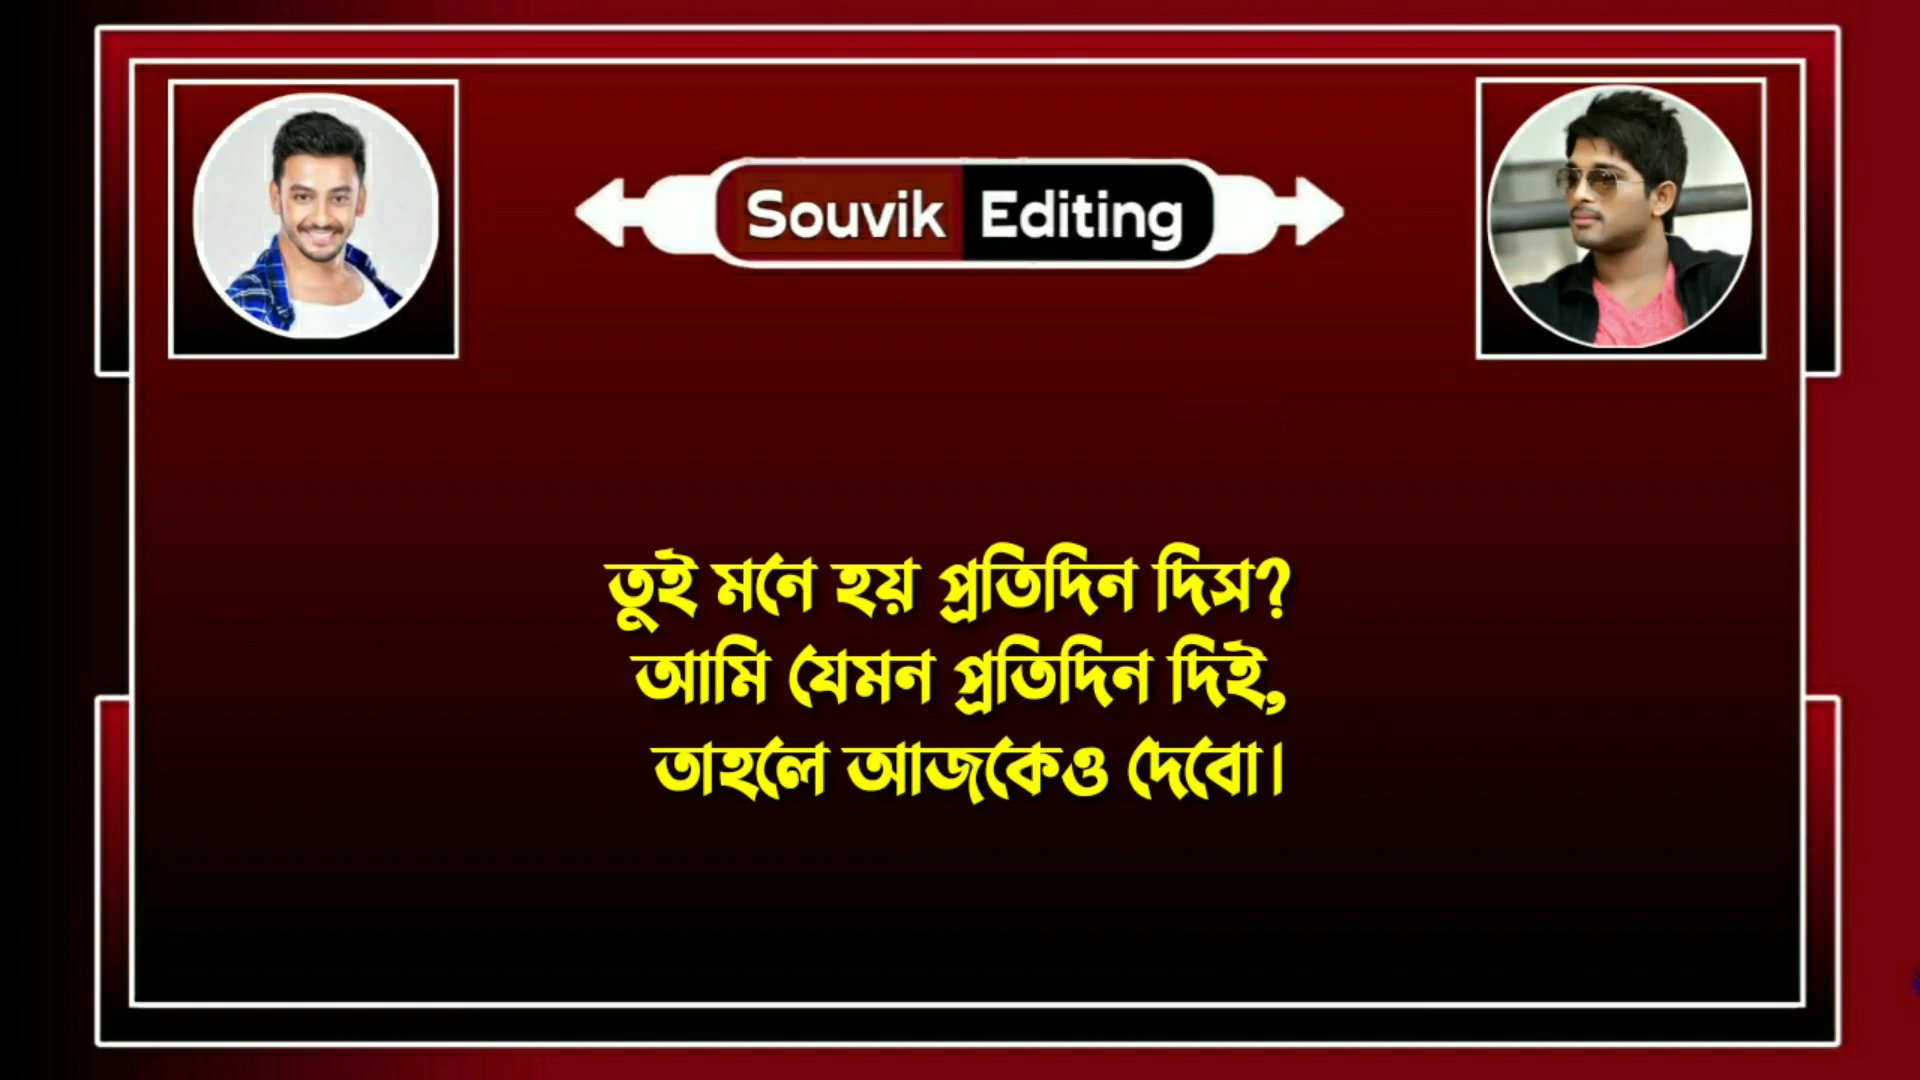 Souvik Editing
তুই মনে হয় প্রতিদিন দিস?
আমি যেমন প্রতিদিন দিই,
তাহলে আজকেও দেবো।